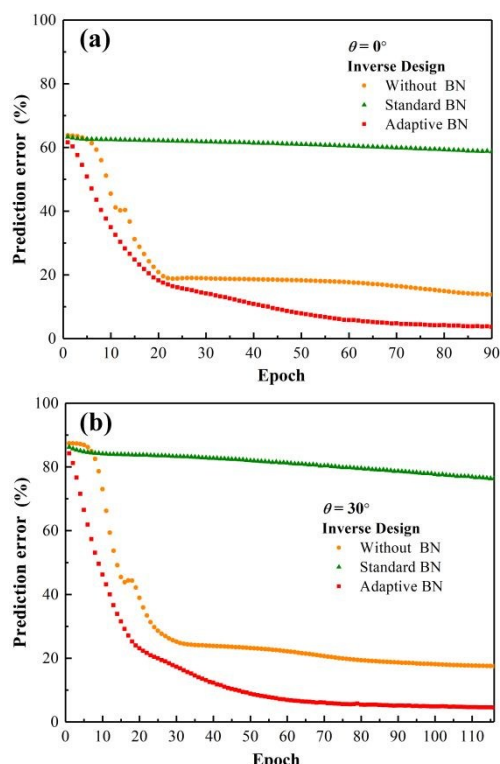 100
(a)
θ = 0°
Inverse Design
Without BN
Standard BN
Adaptive BN
80
60
40
20
0
Prediction error (%)
0 10 20 30 40 50 60 70 80 90
Epoch
100
(b)
80
60
θ = 30°
Inverse Design
Without BN
Standard BN
Adaptive BN
40
20
0
Prediction error (%)
0 10 20 30 40 50 60 70 80 90 100 110
Epoch